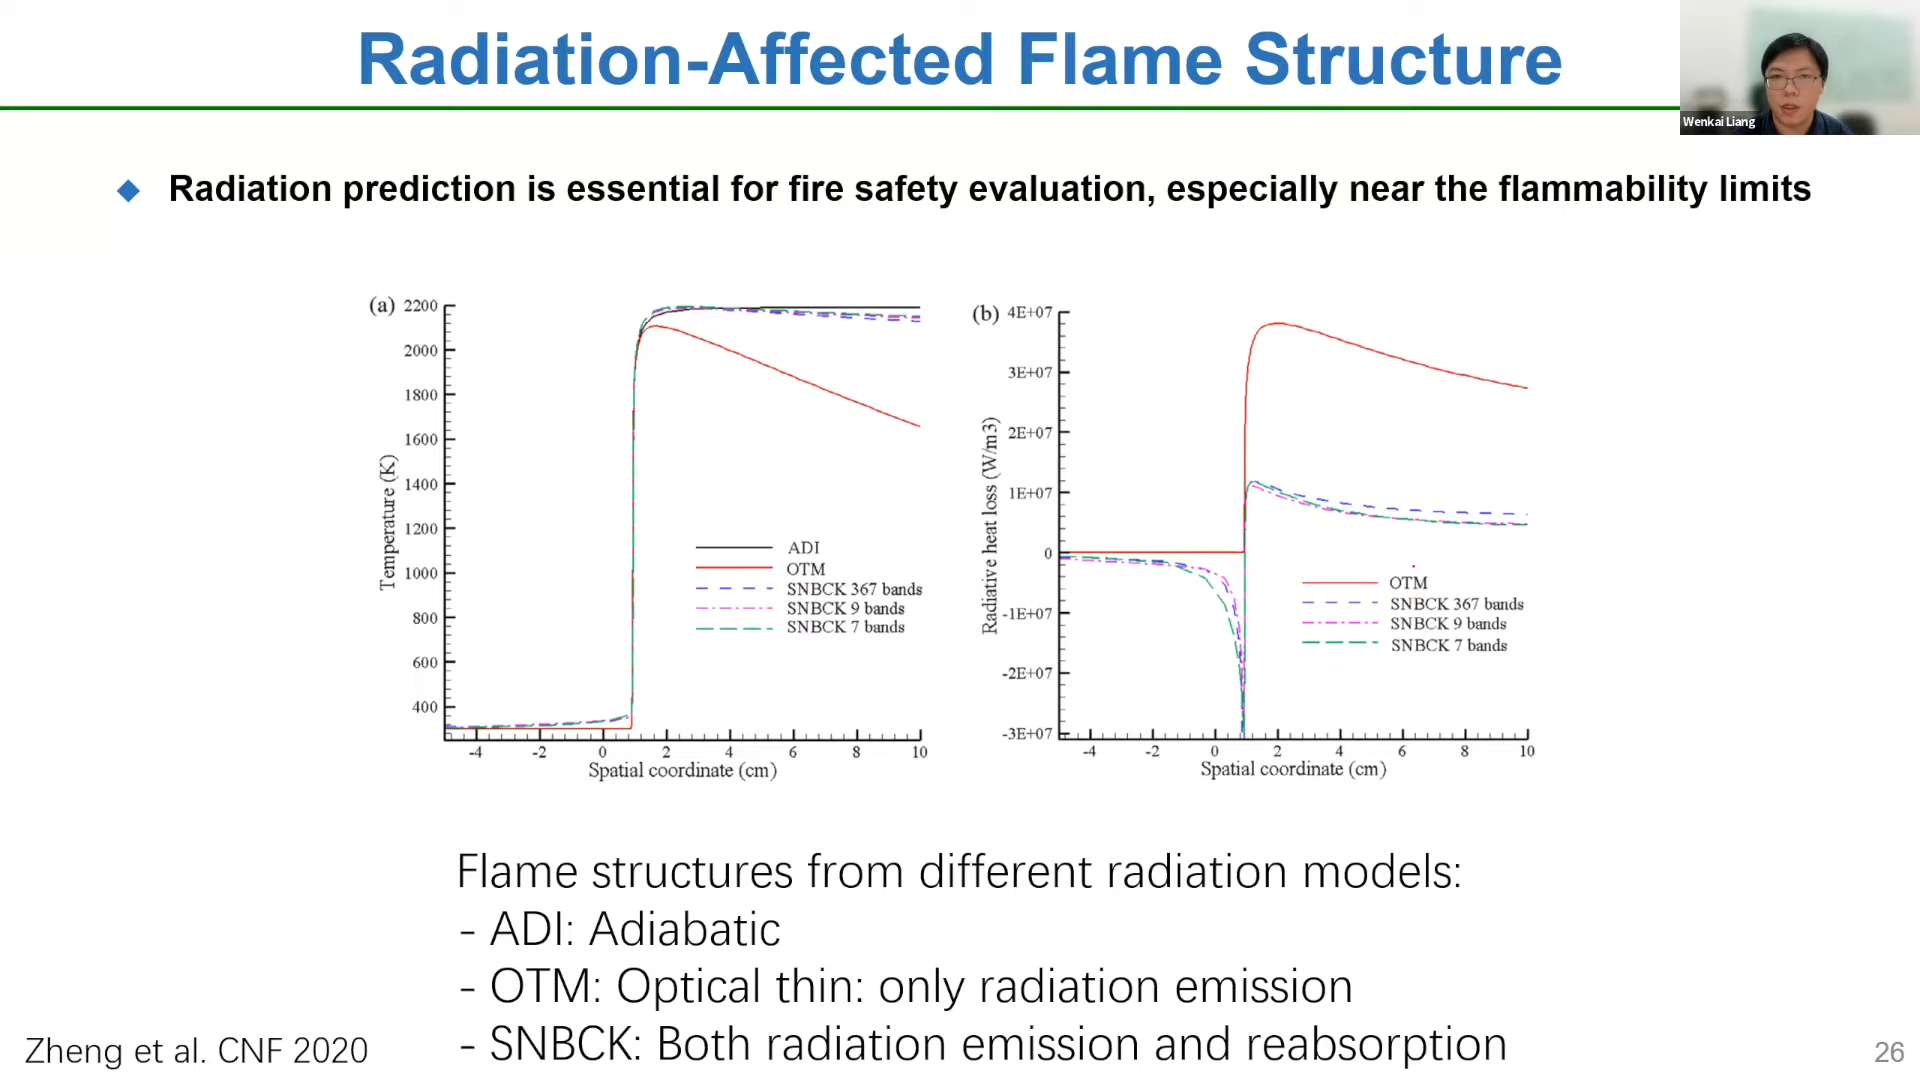 Radiation-Affected Flame Structure
Wenkai Liang
Radiation prediction is essential for fire safety evaluation, especially near the flammability limits
(a)
2200
2000
1800
1600
1400
1200
1000
800
600
400
Temperature (K)
ADI
OTM
SNBCK 367 bands
SNBCK 9 bands
SNBCK 7 bands
-4 -2 0 2 4 6 8 10
Spatial coordinate (cm)
(b)
4E+07
3E+07
2E+07
1E+07
0
-1E+07
-2E+07
-3E+07
Radiative heat loss (W/m3)
OTM
SNBCK 367 bands
SNBCK 9 bands
SNBCK 7 bands
-4 -2 0 2 4 6 8 10
Spatial coordinate (cm)
Flame structures from different radiation models:
- ADI: Adiabatic
- OTM: Optical thin: only radiation emission
- SNBCK: Both radiation emission and reabsorption
Zheng et al. CNF 2020
26